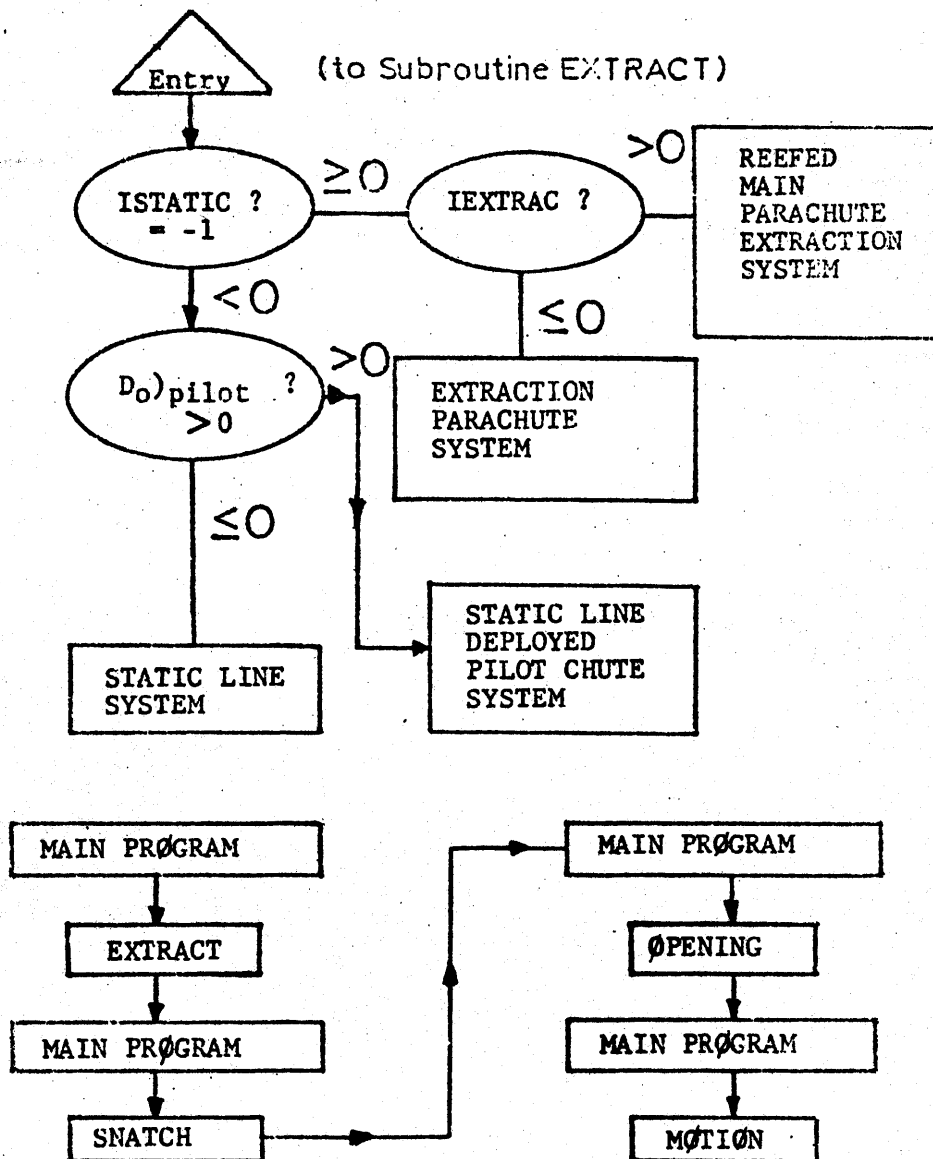 Entry
(to Subroutine EXTRACT)
ISTATIC ?
= -1
≥0
IEXTRAC ?
>0
REEFED
MAIN
PARACHUTE
EXTRACTION
SYSTEM
<0
≤0
Do)pilot ?
>0
>0
EXTRACTION
PARACHUTE
SYSTEM
≤0
STATIC LINE
SYSTEM
STATIC LINE
DEPLOYED
PILOT CHUTE
SYSTEM
MAIN PRØGRAM
EXTRACT
MAIN PRØGRAM
SNATCH
MAIN PRØGRAM
ØPENING
MAIN PRØGRAM
MØTIØN